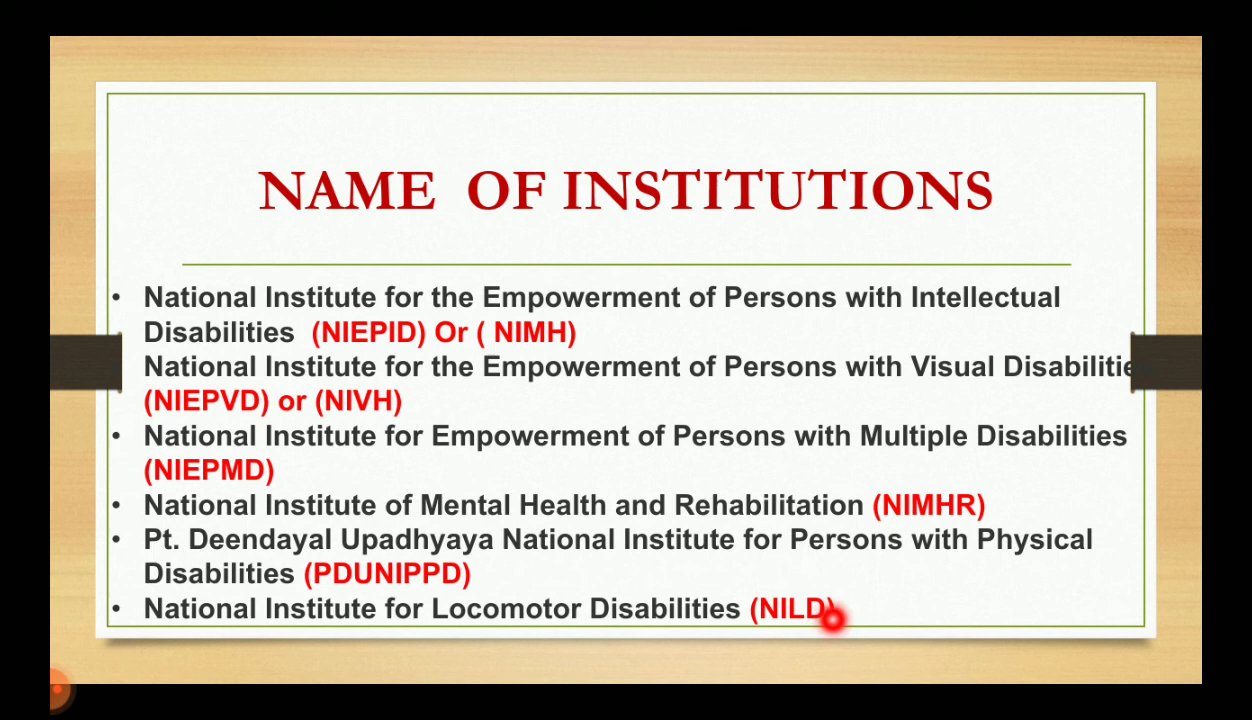 NAME OF INSTITUTIONS
• National Institute for the Empowerment of Persons with Intellectual
Disabilities (NIEPID) Or ( NIMH)
National Institute for the Empowerment of Persons with Visual Disabilitie
(NIEPVD) or (NIVH)
• National Institute for Empowerment of Persons with Multiple Disabilities
(NIEPMD)
• National Institute of Mental Health and Rehabilitation (NIMHR)
• Pt. Deendayal Upadhyaya National Institute for Persons with Physical
Disabilities (PDUNIPPD)
• National Institute for Locomotor Disabilities (NILD)